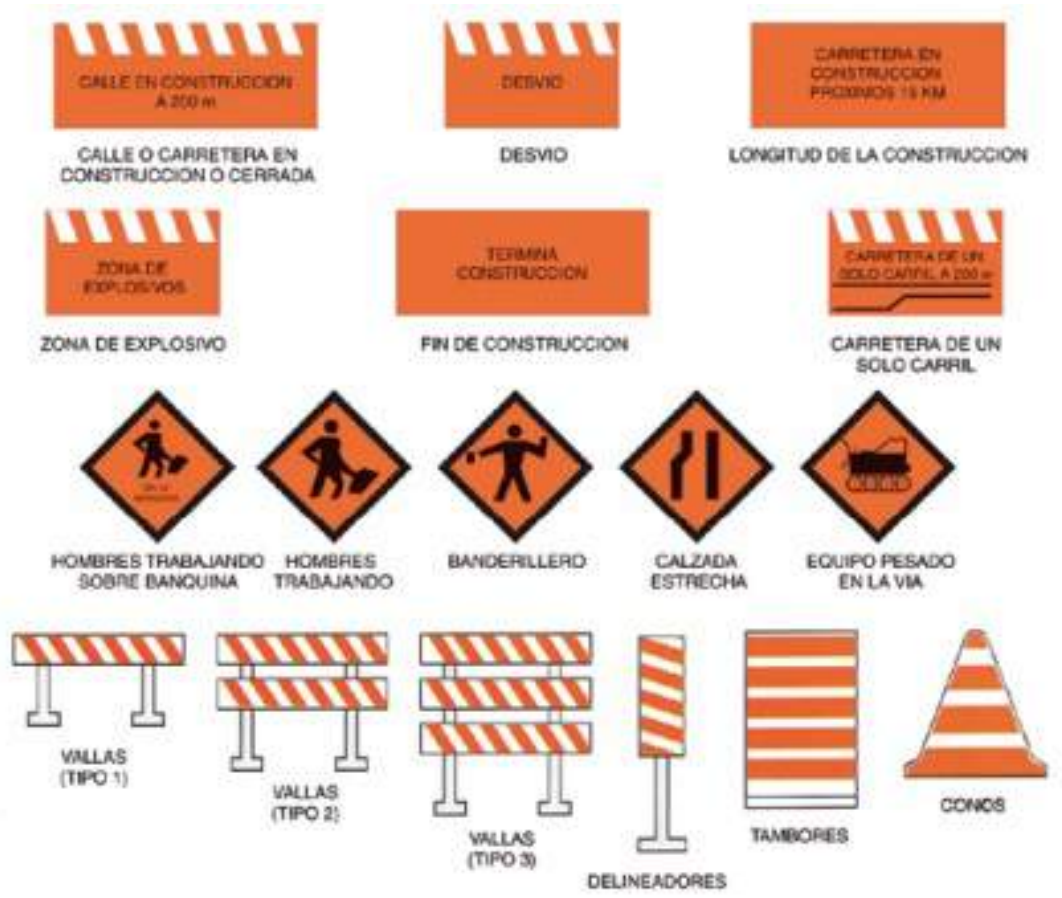 CALLE EN CONSTRUCCION
A 200 m
CALLE O CARRETERA EN
CONSTRUCCION O CERRADA
DESVIO
DESVIO
CARRETERA EN
CONSTRUCCION
PROXIMOS KM
LONGITUD DE LA CONSTRUCCION
ZONA DE
EXPLOSIVOS
ZONA DE EXPLOSIVO
TERMINA
CONSTRUCCION
FIN DE CONSTRUCCION
CARRETERA DE UN
SOLO CARRIL A 200 m
CARRETERA DE UN
SOLO CARRIL
HOMBRES TRABAJANDO
SOBRE BANQUINA
HOMBRES
TRABAJANDO
BANDERILLERO
CALZADA
ESTRECHA
EQUIPO PESADO
EN LA VIA
VALLAS
(TIPO 1)
VALLAS
(TIPO 2)
VALLAS
(TIPO 3)
DELINEADORES
TAMBORES
CONOS